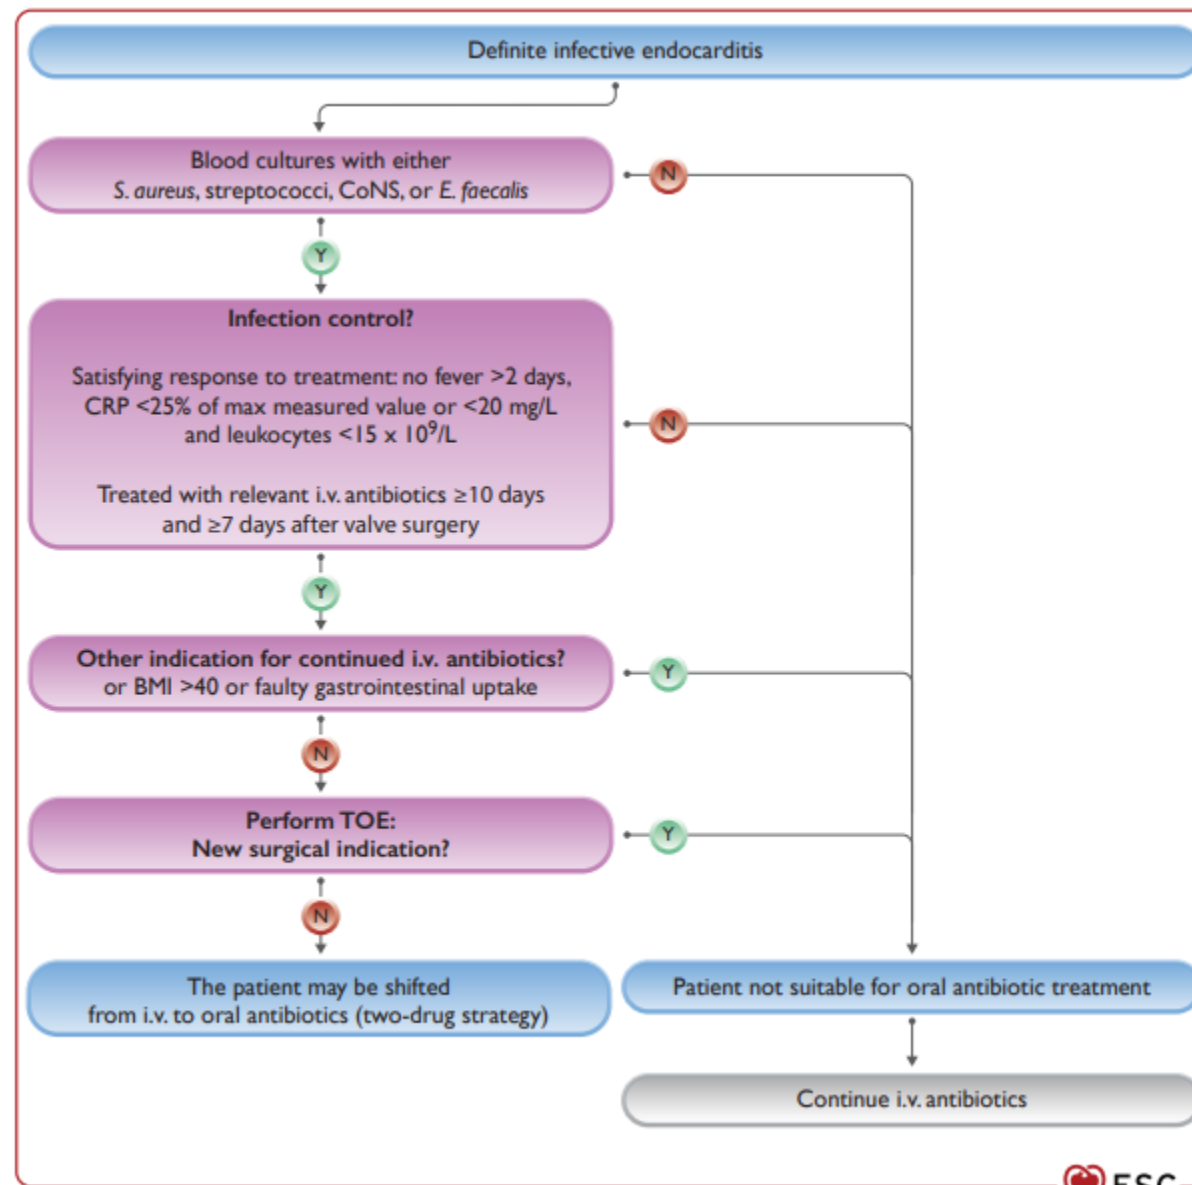 Definite infective endocarditis
Blood cultures with either
S. aureus, streptococci, CoNS, or E. faecalis
N
Y
Infection control?
Satisfying response to treatment: no fever >2 days,
CRP <25% of max measured value or <20 mg/L
and leukocytes <15 x 10⁹/L
Treated with relevant i.v. antibiotics ≥10 days
and ≥7 days after valve surgery
N
Y
Other indication for continued i.v. antibiotics?
or BMI >40 or faulty gastrointestinal uptake
Y
N
Perform TOE:
New surgical indication?
Y
N
The patient may be shifted
from i.v. to oral antibiotics (two-drug strategy)
Patient not suitable for oral antibiotic treatment
Continue i.v. antibiotics
ESC